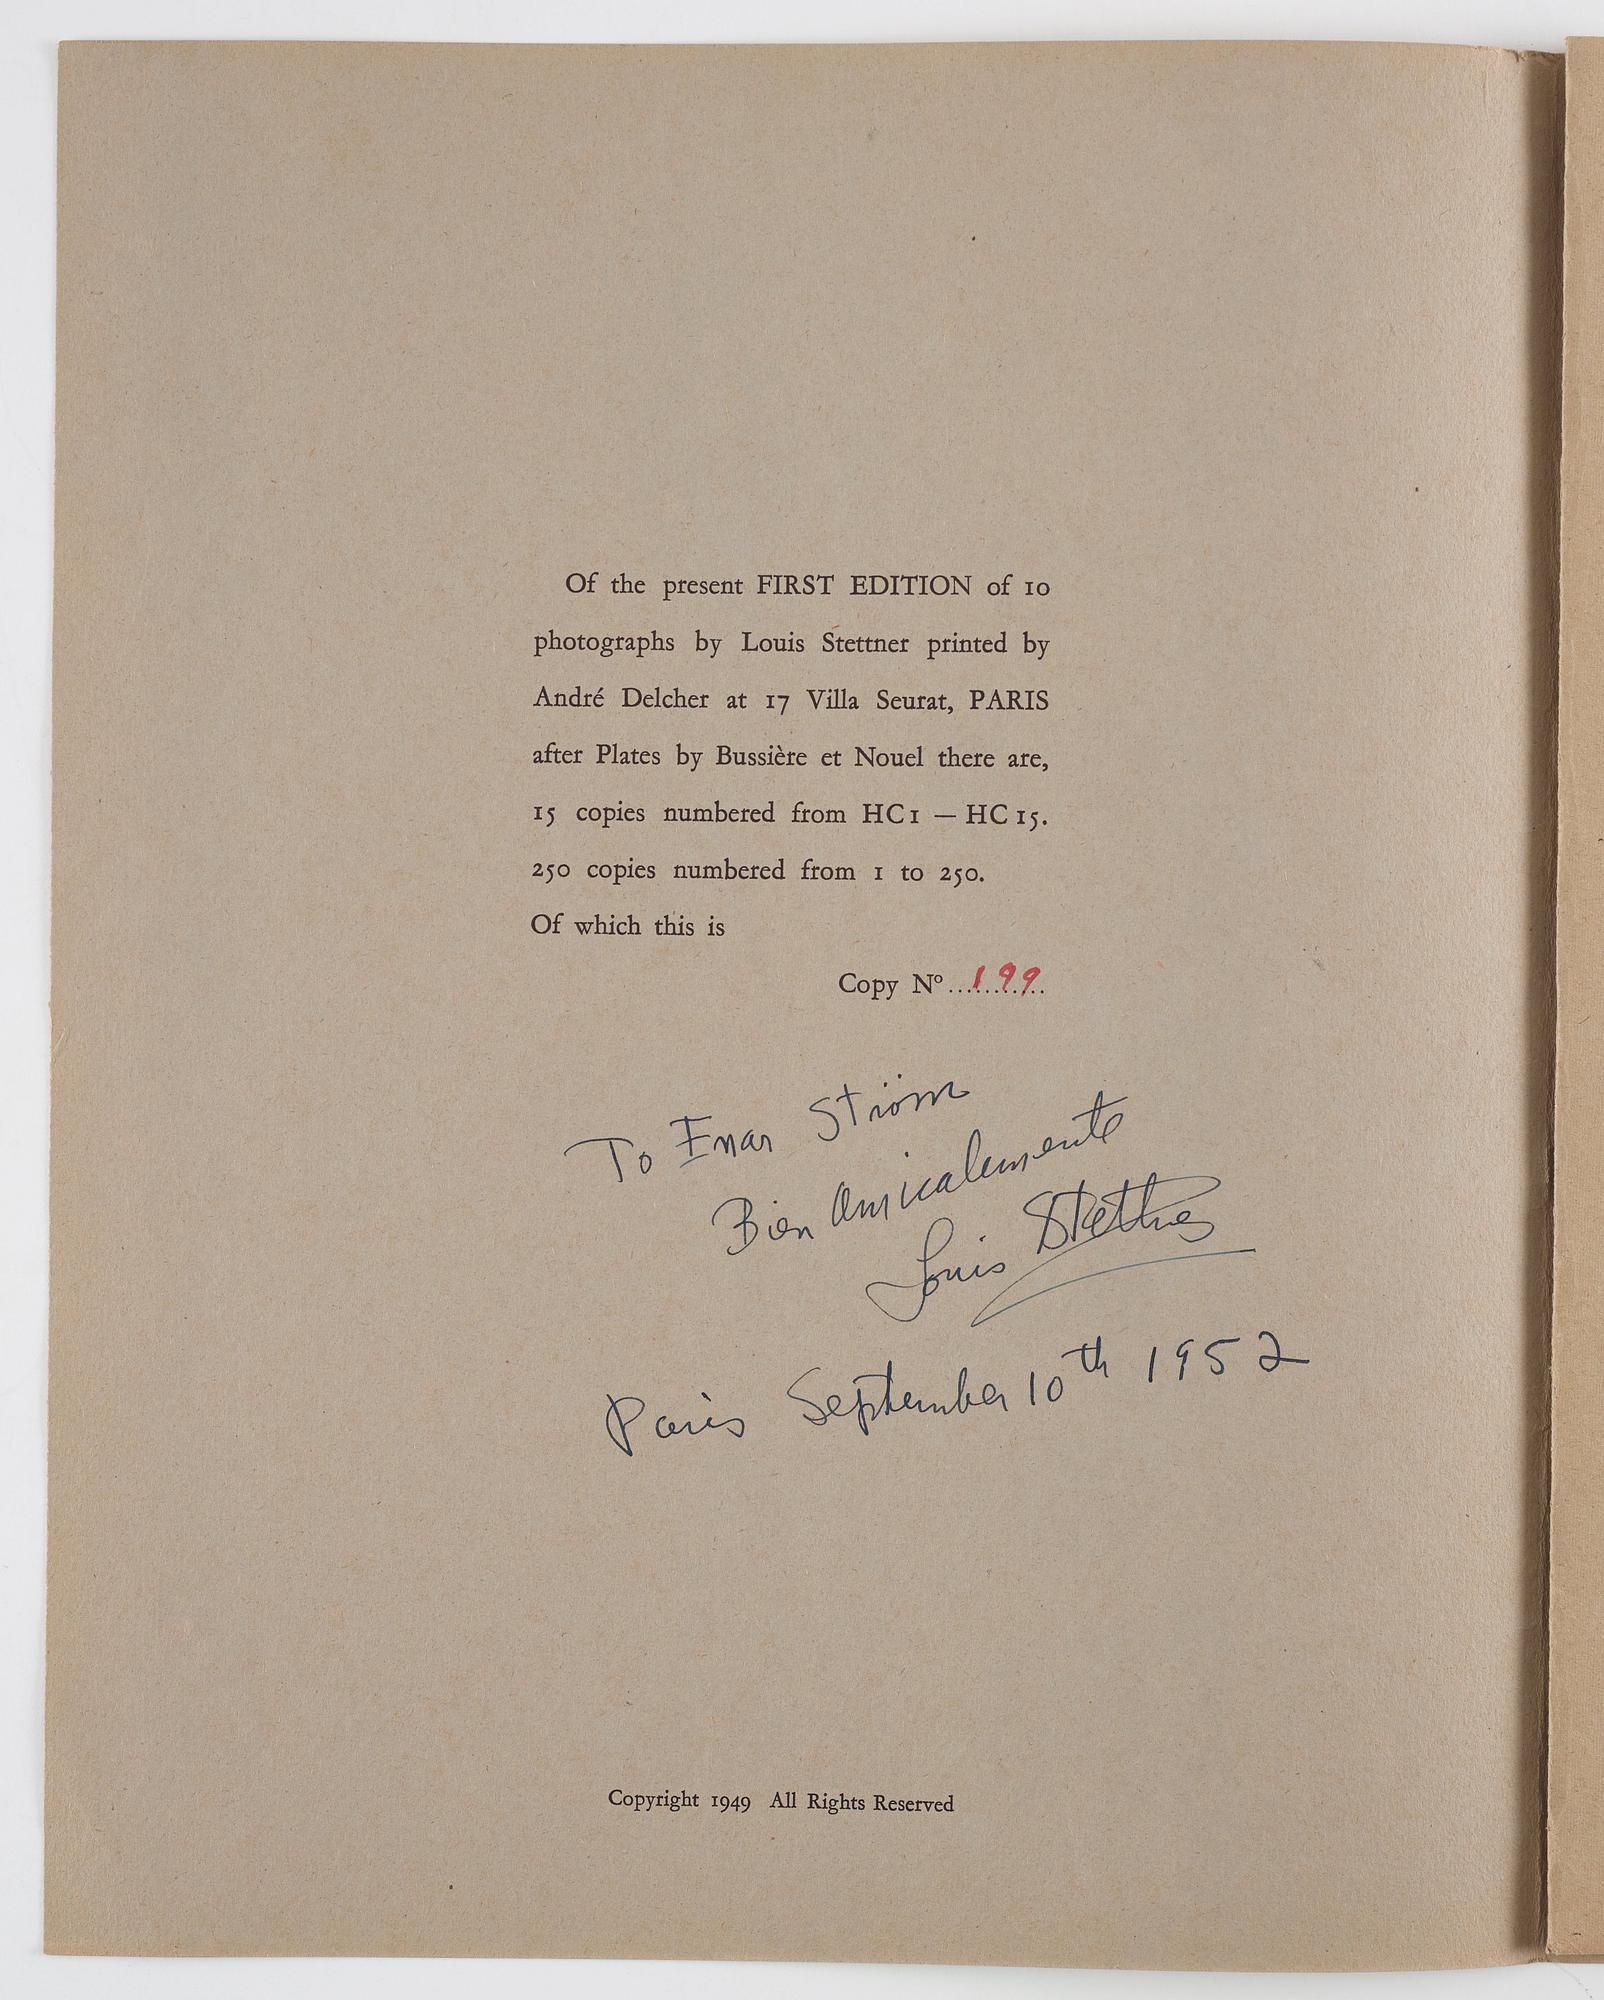 Of the present FIRST EDITION of 10
photographs by Louis Stettner printed by
André Delcher at 17 Villa Seurat, PARIS
after Plates by Bussière et Nouel there are,
15 copies numbered from HC1 — HC 15.
250 copies numbered from 1 to 250.
Of which this is
Copy Nº...199...
To Enar Ström
Bien Amicalemente
Louis Stettner
Paris September 10th 1952
Copyright 1949 All Rights Reserved